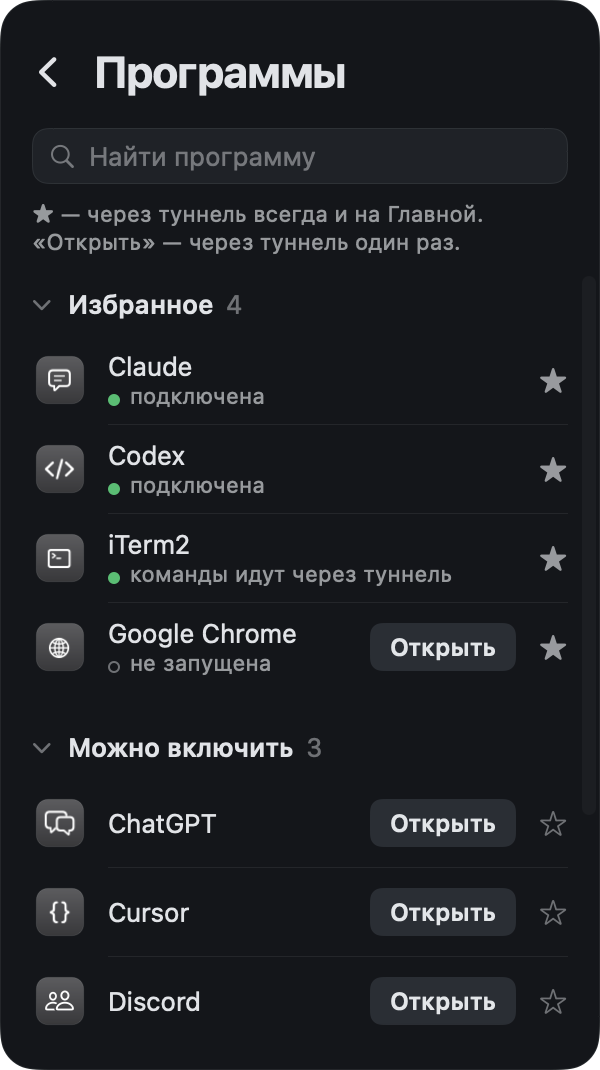 Программы
Найти программу
★ — через туннель всегда и на Главной.
«Открыть» — через туннель один раз.
Избранное 4
Claude
подключена
Codex
подключена
iTerm2
команды идут через туннель
Google Chrome
не запущена
Открыть
Можно включить 3
ChatGPT
Открыть
Cursor
Открыть
Discord
Открыть